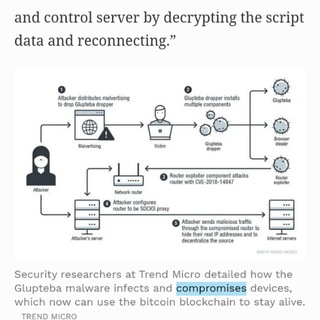 and control server by decrypting the script
data and reconnecting.”
1
Attacker distributes malvertising
to drop Glupteba dropper
2
Glupteba dropper installs
multiple components
Glupteba
Malvertising
Victim
Glupteba
dropper
Browser
stealer
Attacker
3
Router exploiter component attacks
router with CVE-2018-14847
Router
exploiter
Network router
4
Attacker configures
router to be SOCKS proxy
5
Attacker sends malicious traffic
through the compromised router to
hide their real IP addresses and to
decentralize the source
Attacker's server
Internet servers
©2019 TREND MICRO
Security researchers at Trend Micro detailed how the
Glupteba malware infects and compromises devices,
which now can use the bitcoin blockchain to stay alive.
TREND MICRO